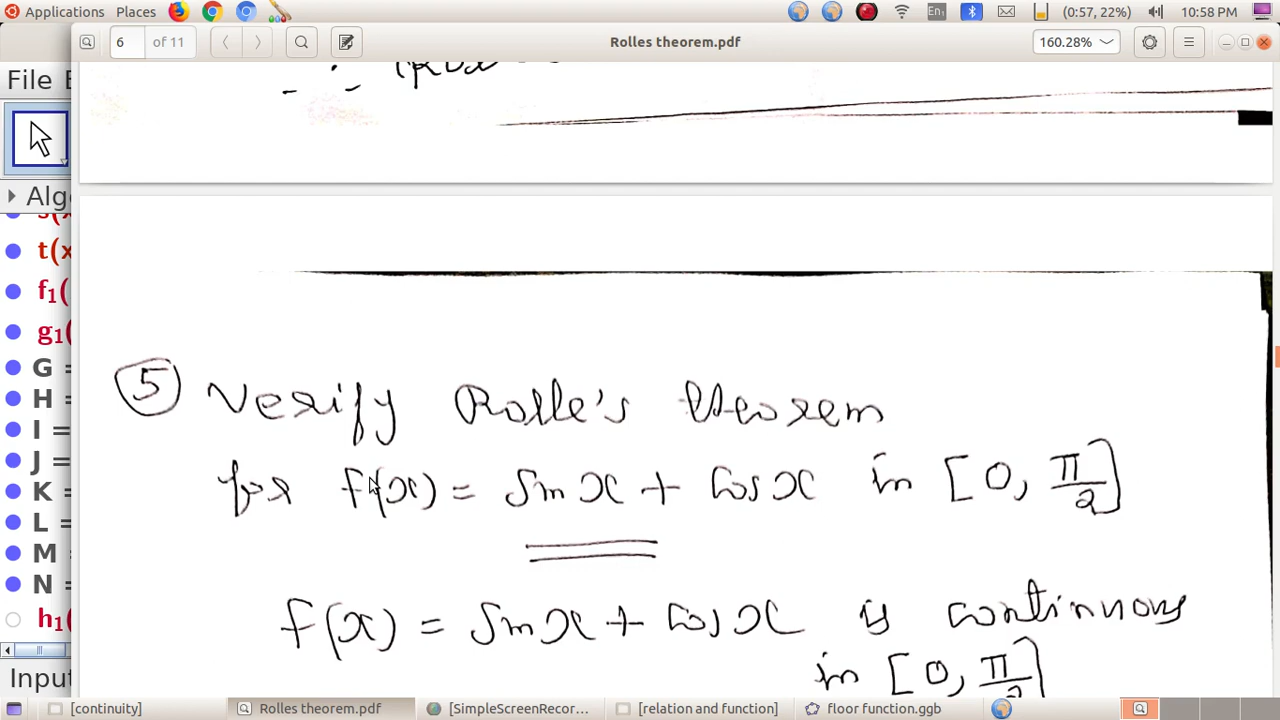 Applications Places En₁ (0:57, 22%) 10:58 PM
6 of 11 Rolles theorem.pdf 160.28%
File E
Alg
t(x
f₁(
g₁(
G =
H =
I =
J =
K =
L =
M =
N =
h₁(
Input
⑤ Verify Rolle's theorem
for f(x) = Sin x + Cos x in [0, π/2]
f(x) = Sin x + Cos x is continuous
in [0, π/2]
[continuity] Rolles theorem.pdf [SimpleScreenRecor... [relation and function] floor function.ggb